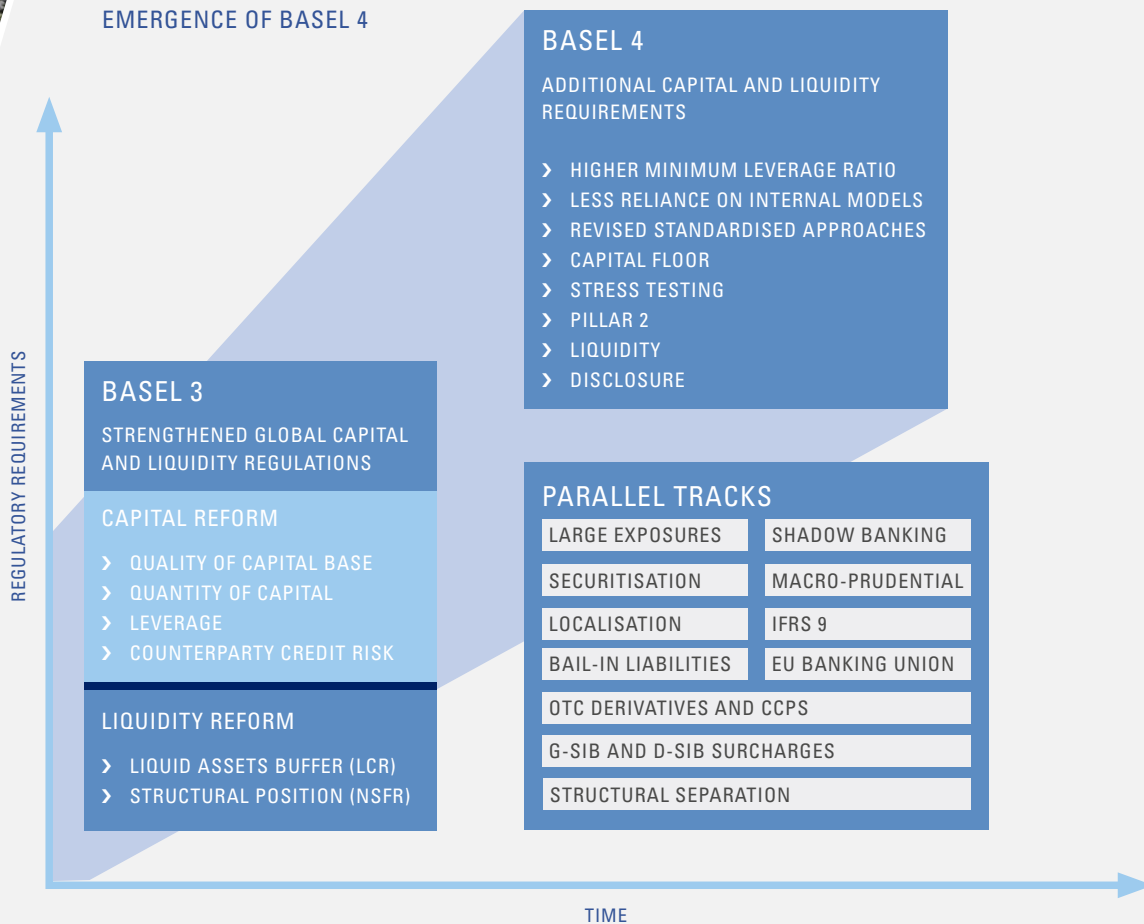 EMERGENCE OF BASEL 4
BASEL 4
ADDITIONAL CAPITAL AND LIQUIDITY
REQUIREMENTS
› HIGHER MINIMUM LEVERAGE RATIO
› LESS RELIANCE ON INTERNAL MODELS
› REVISED STANDARDISED APPROACHES
› CAPITAL FLOOR
› STRESS TESTING
› PILLAR 2
› LIQUIDITY
› DISCLOSURE
REGULATORY REQUIREMENTS
BASEL 3
STRENGTHENED GLOBAL CAPITAL
AND LIQUIDITY REGULATIONS
CAPITAL REFORM
› QUALITY OF CAPITAL BASE
› QUANTITY OF CAPITAL
› LEVERAGE
› COUNTERPARTY CREDIT RISK
LIQUIDITY REFORM
› LIQUID ASSETS BUFFER (LCR)
› STRUCTURAL POSITION (NSFR)
PARALLEL TRACKS
LARGE EXPOSURES
SHADOW BANKING
SECURITISATION
MACRO-PRUDENTIAL
LOCALISATION
IFRS 9
BAIL-IN LIABILITIES
EU BANKING UNION
OTC DERIVATIVES AND CCPS
G-SIB AND D-SIB SURCHARGES
STRUCTURAL SEPARATION
TIME